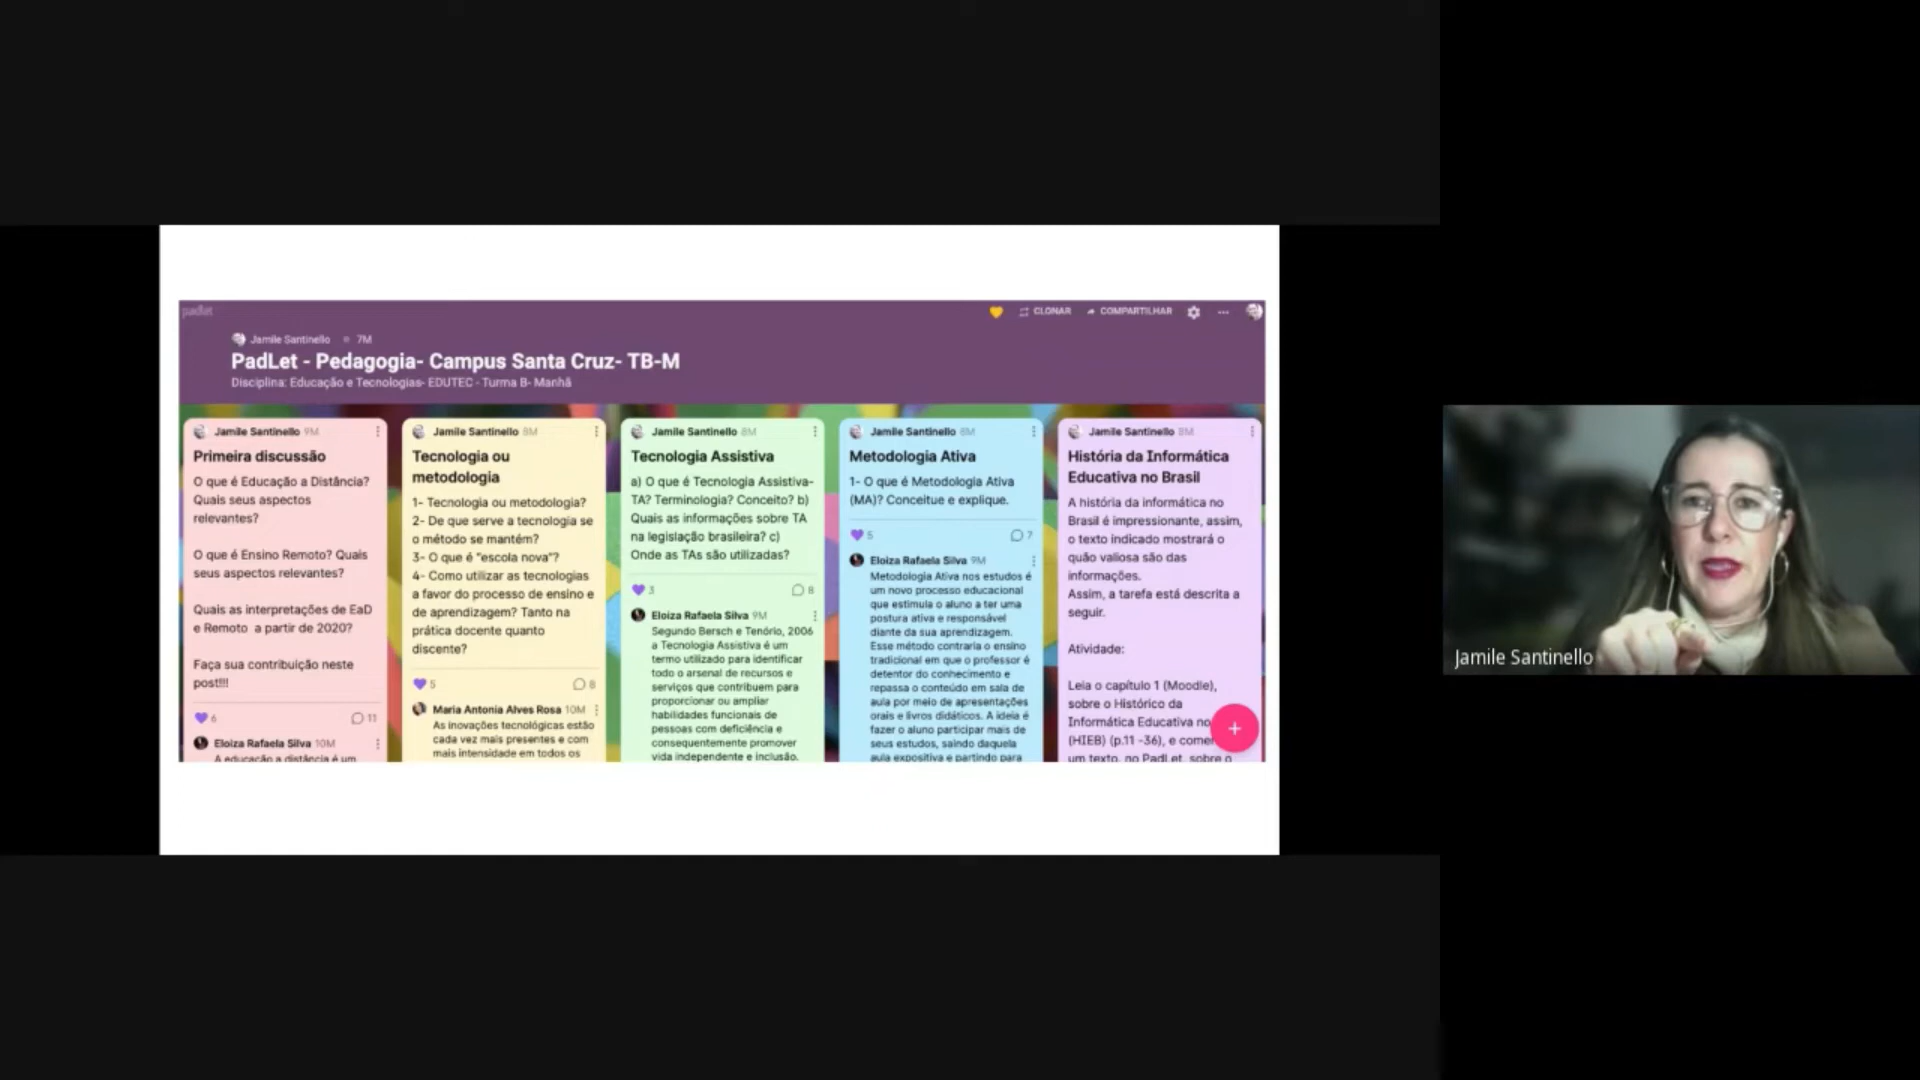 padlet
CLONAR
COMPARTILHAR
Jamile Santinello 7M
PadLet - Pedagogia- Campus Santa Cruz- TB-M
Disciplina: Educação e Tecnologias- EDUTEC - Turma B- Manhã
Jamile Santinello 9M
Primeira discussão
O que é Educação a Distância?
Quais seus aspectos
relevantes?
O que é Ensino Remoto? Quais
seus aspectos relevantes?
Quais as interpretações de EaD
e Remoto a partir de 2020?
Faça sua contribuição neste
post!!!
6
11
Eloiza Rafaela Silva 10M
A educação a distância é um
Jamile Santinello 8M
Tecnologia ou
metodologia
1- Tecnologia ou metodologia?
2- De que serve a tecnologia se
o método se mantém?
3- O que é "escola nova"?
4- Como utilizar as tecnologias
a favor do processo de ensino e
de aprendizagem? Tanto na
prática docente quanto
discente?
5
8
Maria Antonia Alves Rosa 10M
As inovações tecnológicas estão
cada vez mais presentes e com
mais intensidade em todos os
Jamile Santinello 8M
Tecnologia Assistiva
a) O que é Tecnologia Assistiva-
TA? Terminologia? Conceito? b)
Quais as informações sobre TA
na legislação brasileira? c)
Onde as TAs são utilizadas?
3
8
Eloiza Rafaela Silva 9M
Segundo Bersch e Tenório, 2006
a Tecnologia Assistiva é um
termo utilizado para identificar
todo o arsenal de recursos e
serviços que contribuem para
proporcionar ou ampliar
habilidades funcionais de
pessoas com deficiência e
consequentemente promover
vida independente e inclusão.
Jamile Santinello 8M
Metodologia Ativa
1- O que é Metodologia Ativa
(MA)? Conceitue e explique.
5
7
Eloiza Rafaela Silva 9M
Metodologia Ativa nos estudos é
um novo processo educacional
que estimula o aluno a ter uma
postura ativa e responsável
diante da sua aprendizagem.
Esse método contraria o ensino
tradicional em que o professor é
detentor do conhecimento e
repassa o conteúdo em sala de
aula por meio de apresentações
orais e livros didáticos. A ideia é
fazer o aluno participar mais de
seus estudos, saindo daquela
aula expositiva e partindo para
Jamile Santinello 8M
História da Informática
Educativa no Brasil
A história da informática no
Brasil é impressionante, assim,
o texto indicado mostrará o
quão valiosa são das
informações.
Assim, a tarefa está descrita a
seguir.
Atividade:
Leia o capítulo 1 (Moodle),
sobre o Histórico da
Informática Educativa no
(HIEB) (p.11 -36), e comen
um texto, no PadLet, sobre o
Jamile Santinello